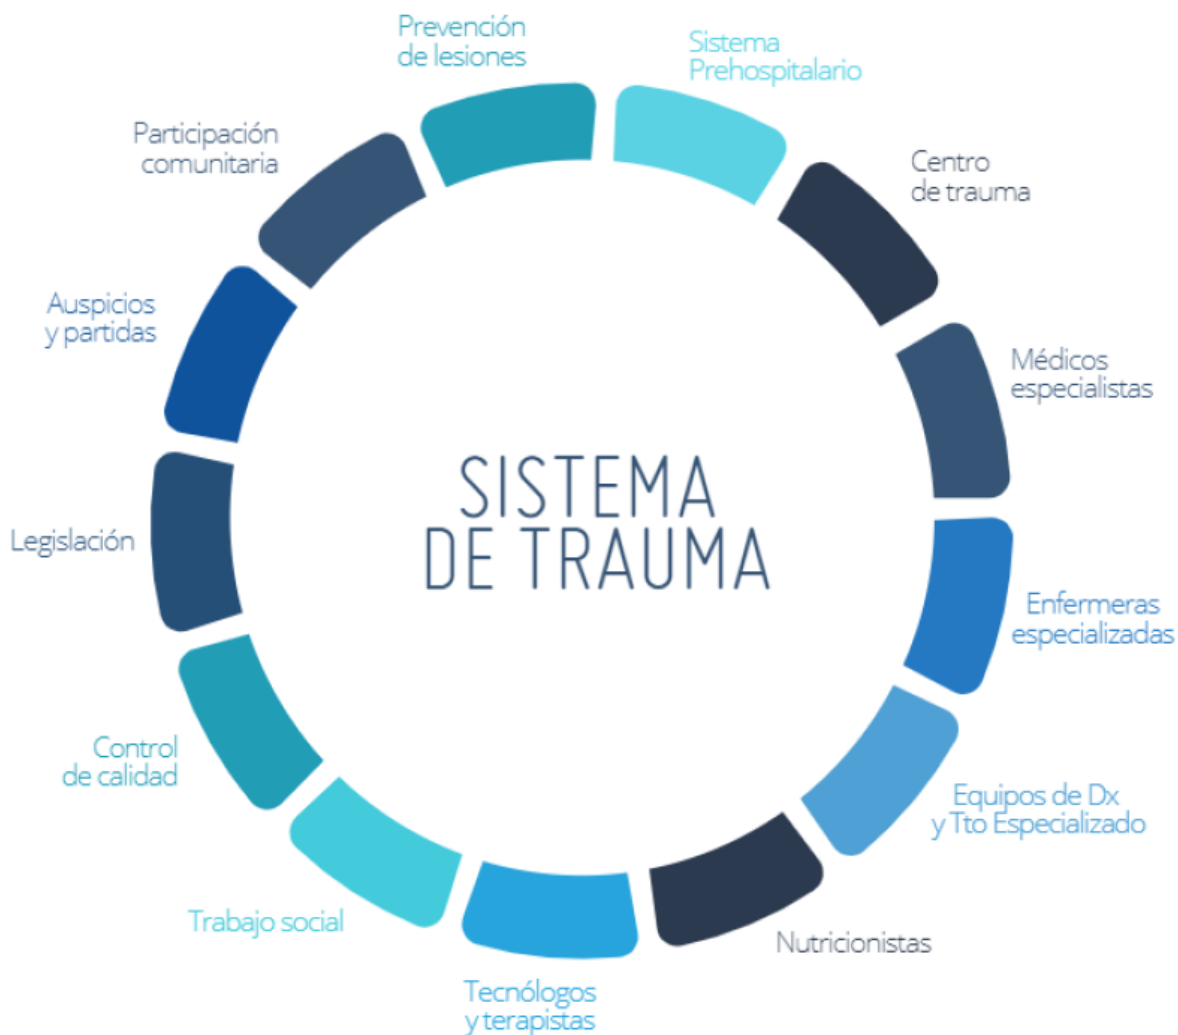 Prevención
de lesiones
Sistema
Prehospitalario
Centro
de trauma
Médicos
especialistas
Enfermeras
especializadas
Equipos de Dx
y Tto Especializado
Nutricionistas
Tecnólogos
y terapistas
Trabajo social
Control
de calidad
Legislación
Auspicios
y partidas
Participación
comunitaria
SISTEMA
DE TRAUMA